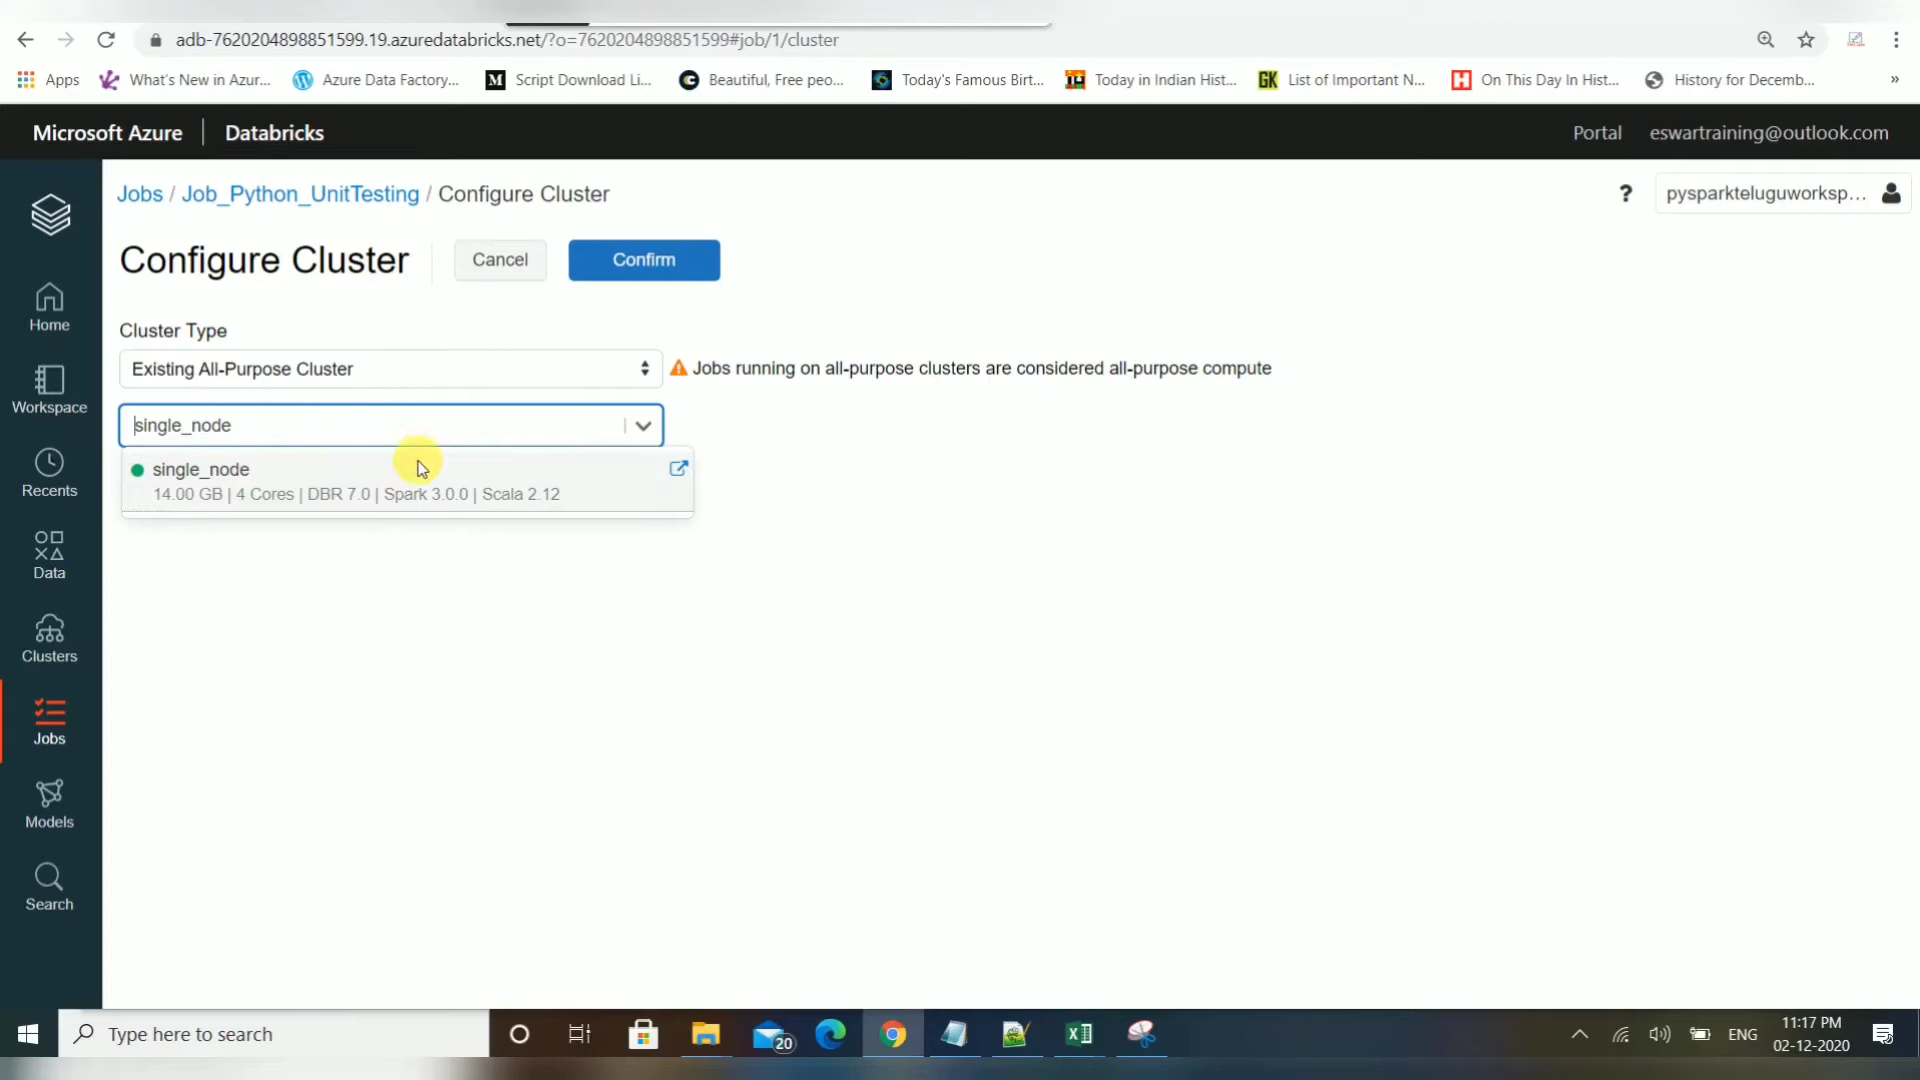 adb-7620204898851599.19.azuredatabricks.net/?o=7620204898851599#job/1/cluster
Apps What's New in Azur... Azure Data Factory... M Script Download Li... Beautiful, Free peo... Today's Famous Birt... Today in Indian Hist... GK List of Important N... H On This Day In Hist... History for Decemb... »
Microsoft Azure Databricks Portal eswartraining@outlook.com
Jobs / Job_Python_UnitTesting / Configure Cluster ? pysparkteluguworksp...
Configure Cluster Cancel Confirm
Cluster Type
Existing All-Purpose Cluster Jobs running on all-purpose clusters are considered all-purpose compute
single_node
single_node
14.00 GB | 4 Cores | DBR 7.0 | Spark 3.0.0 | Scala 2.12
Home
Workspace
Recents
Data
Clusters
Jobs
Models
Search
Type here to search 20 ENG 11:17 PM
02-12-2020